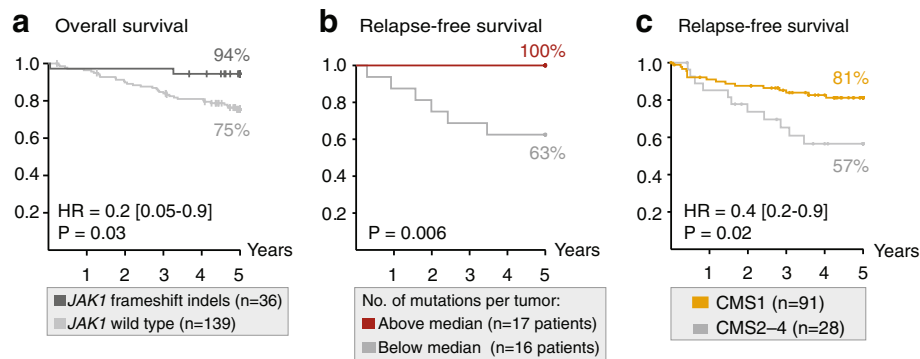 a Overall survival
1.0
0.8
0.6
0.4
0.2
94%
75%
HR = 0.2 [0.05-0.9]
P = 0.03
Years
1 2 3 4 5
JAK1 frameshift indels (n=36)
JAK1 wild type (n=139)
b Relapse-free survival
1.0
0.8
0.6
0.4
0.2
100%
63%
P = 0.006
Years
1 2 3 4 5
No. of mutations per tumor:
Above median (n=17 patients)
Below median (n=16 patients)
c Relapse-free survival
1.0
0.8
0.6
0.4
0.2
81%
57%
HR = 0.4 [0.2-0.9]
P = 0.02
Years
1 2 3 4 5
CMS1 (n=91)
CMS2–4 (n=28)